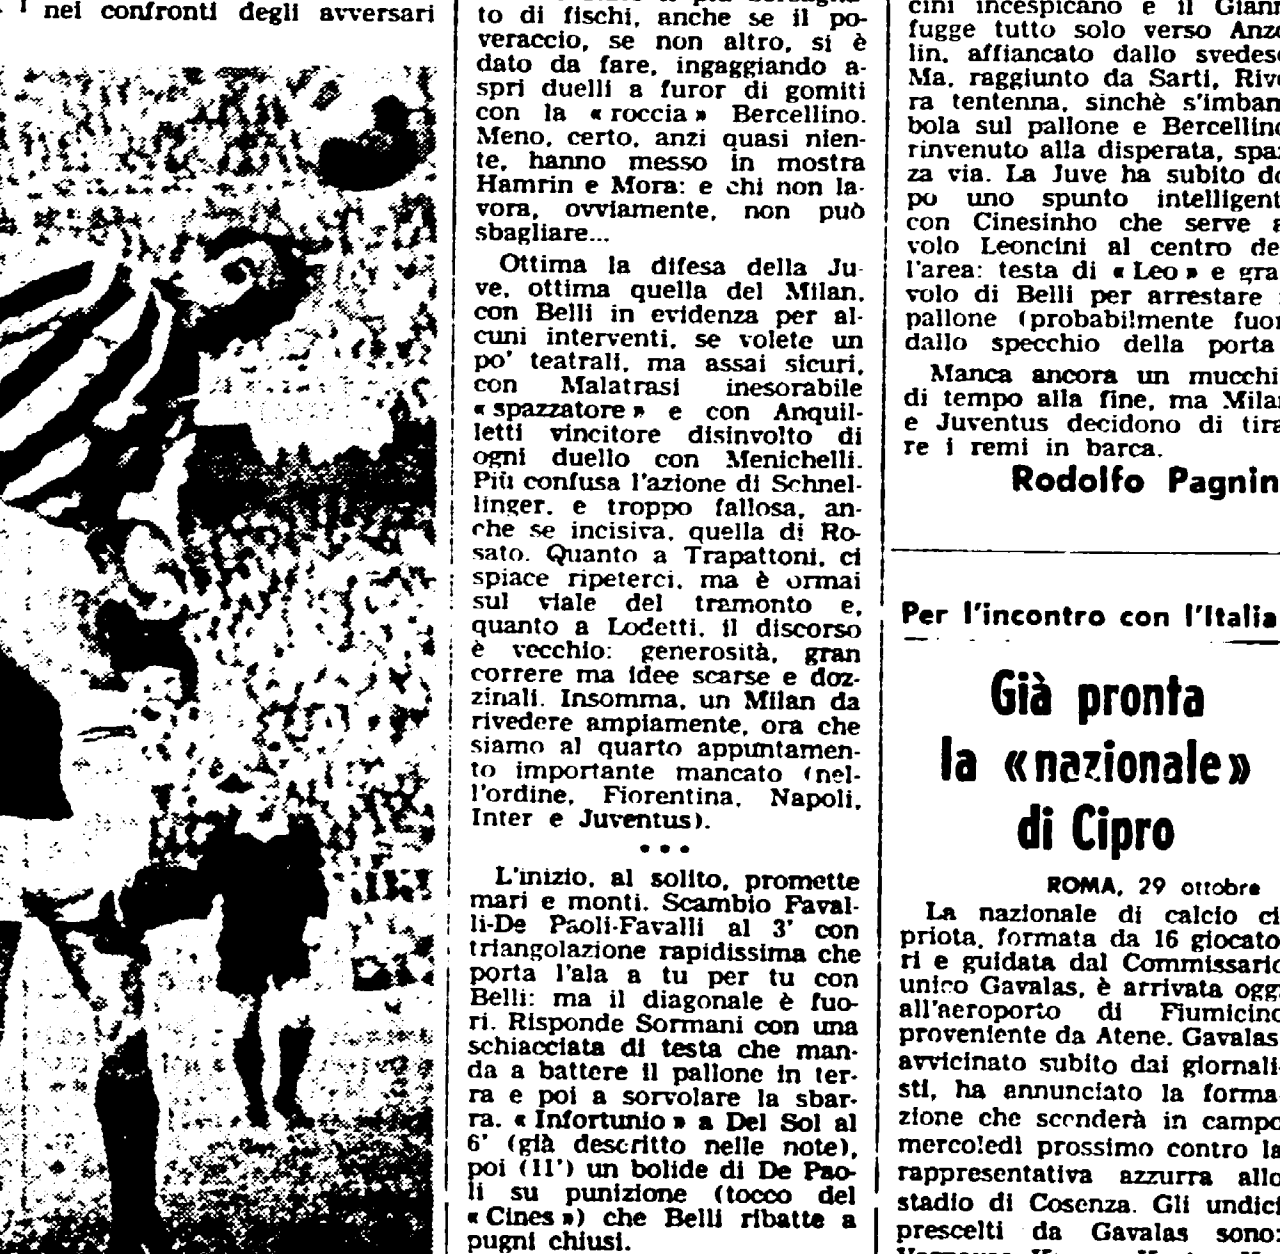 nei confronti degli avversari
to di fischi, anche se il po-
veraccio, se non altro, si è
dato da fare, ingaggiando a-
spri duelli a furor di gomiti
con la « roccia » Bercellino.
Meno, certo, anzi quasi nien-
te, hanno messo in mostra
Hamrin e Mora: e chi non la-
vora, ovviamente, non può
sbagliare...
Ottima la difesa della Ju-
ve, ottima quella del Milan,
con Belli in evidenza per al-
cuni interventi, se volete un
po' teatrali, ma assai sicuri,
con Malatrasi inesorabile
« spazzatore » e con Anquil-
letti vincitore disinvolto di
ogni duello con Menichelli.
Più confusa l'azione di Schnel-
linger, e troppo fallosa, an-
che se incisiva, quella di Ro-
sato. Quanto a Trapattoni, ci
spiace ripeterci, ma è ormai
sul viale del tramonto e,
quanto a Lodetti, il discorso
è vecchio: generosità, gran
correre ma idee scarse e doz-
zinali. Insomma, un Milan da
rivedere ampiamente, ora che
siamo al quarto appuntamen-
to importante mancato (nel-
l'ordine, Fiorentina, Napoli,
Inter e Juventus).
• • •
L'inizio, al solito, promette
mari e monti. Scambio Faval-
li-De Paoli-Favalli al 3' con
triangolazione rapidissima che
porta l'ala a tu per tu con
Belli: ma il diagonale è fuo-
ri. Risponde Sormani con una
schiacciata di testa che man-
da a battere il pallone in ter-
ra e poi a sorvolare la sbar-
ra. « Infortunio » a Del Sol al
6' (già descritto nelle note),
poi (11') un bolide di De Pao-
li su punizione (tocco del
« Cines ») che Belli ribatte a
pugni chiusi.
cini incespicano e il Giann
fugge tutto solo verso Anzo
lin, affiancato dallo svedese
Ma, raggiunto da Sarti, Rive
ra tentenna, sinchè s'imbam
bola sul pallone e Bercellino
rinvenuto alla disperata, spaz
za via. La Juve ha subito do
po uno spunto intelligent
con Cinesinho che serve a
volo Leoncini al centro del
l'area: testa di « Leo » e gra
volo di Belli per arrestare i
pallone (probabilmente fuor
dallo specchio della porta
Manca ancora un mucchi
di tempo alla fine, ma Milan
e Juventus decidono di tira
re i remi in barca.
Rodolfo Pagnin
Per l'incontro con l'Italia
Già pronta
la «nazionale»
di Cipro
ROMA, 29 ottobre
La nazionale di calcio ci
priota, formata da 16 giocato
ri e guidata dal Commissario
unico Gavalas, è arrivata oggi
all'aeroporto di Fiumicino
proveniente da Atene. Gavalas
avvicinato subito dai giornali-
sti, ha annunciato la forma-
zione che scenderà in campo
mercoledì prossimo contro la
rappresentativa azzurra allo
stadio di Cosenza. Gli undici
prescelti da Gavalas sono: